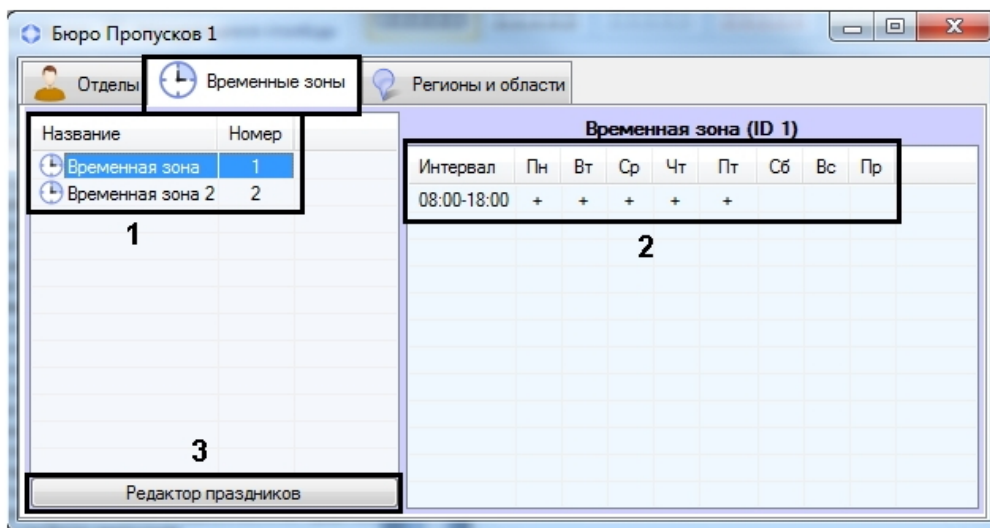 Бюро Пропусков 1
Отделы Временные зоны Регионы и области
Название Номер
Временная зона 1
Временная зона 2 2
1
Временная зона (ID 1)
Интервал Пн Вт Ср Чт Пт Сб Вс Пр
08:00-18:00 + + + + +
2
3
Редактор праздников